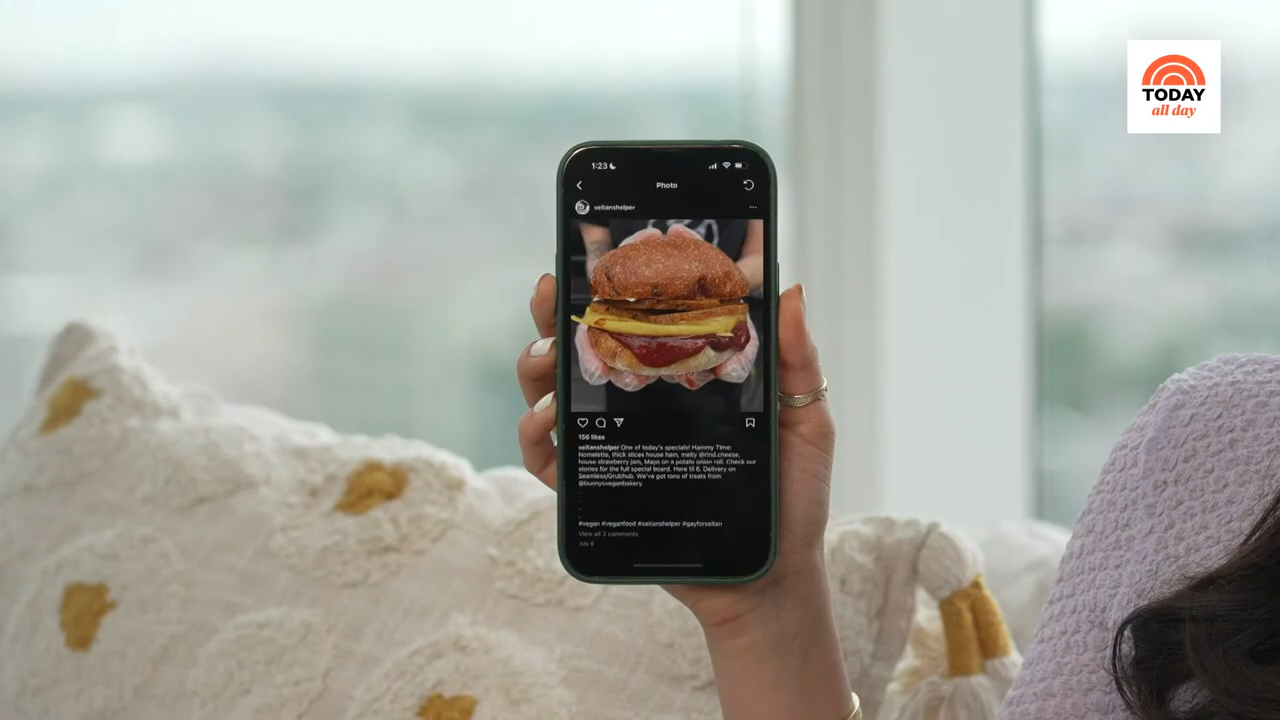 TODAY
all day
1:23
Photo
seitanshelper
156 likes
seitanshelper One of today's specials! Hammy Time:
Nomelette, thick slices house ham, melty @rind.cheese,
house strawberry jam, Mayo on a potato onion roll. Check our
stories for the full special board. Here til 6. Delivery on
Seamless/Grubhub. We've got tons of treats from
@bunnysveganbakery.
.
.
.
.
#vegan #veganfood #seitanshelper #gayforseitan
View all 3 comments
July 8